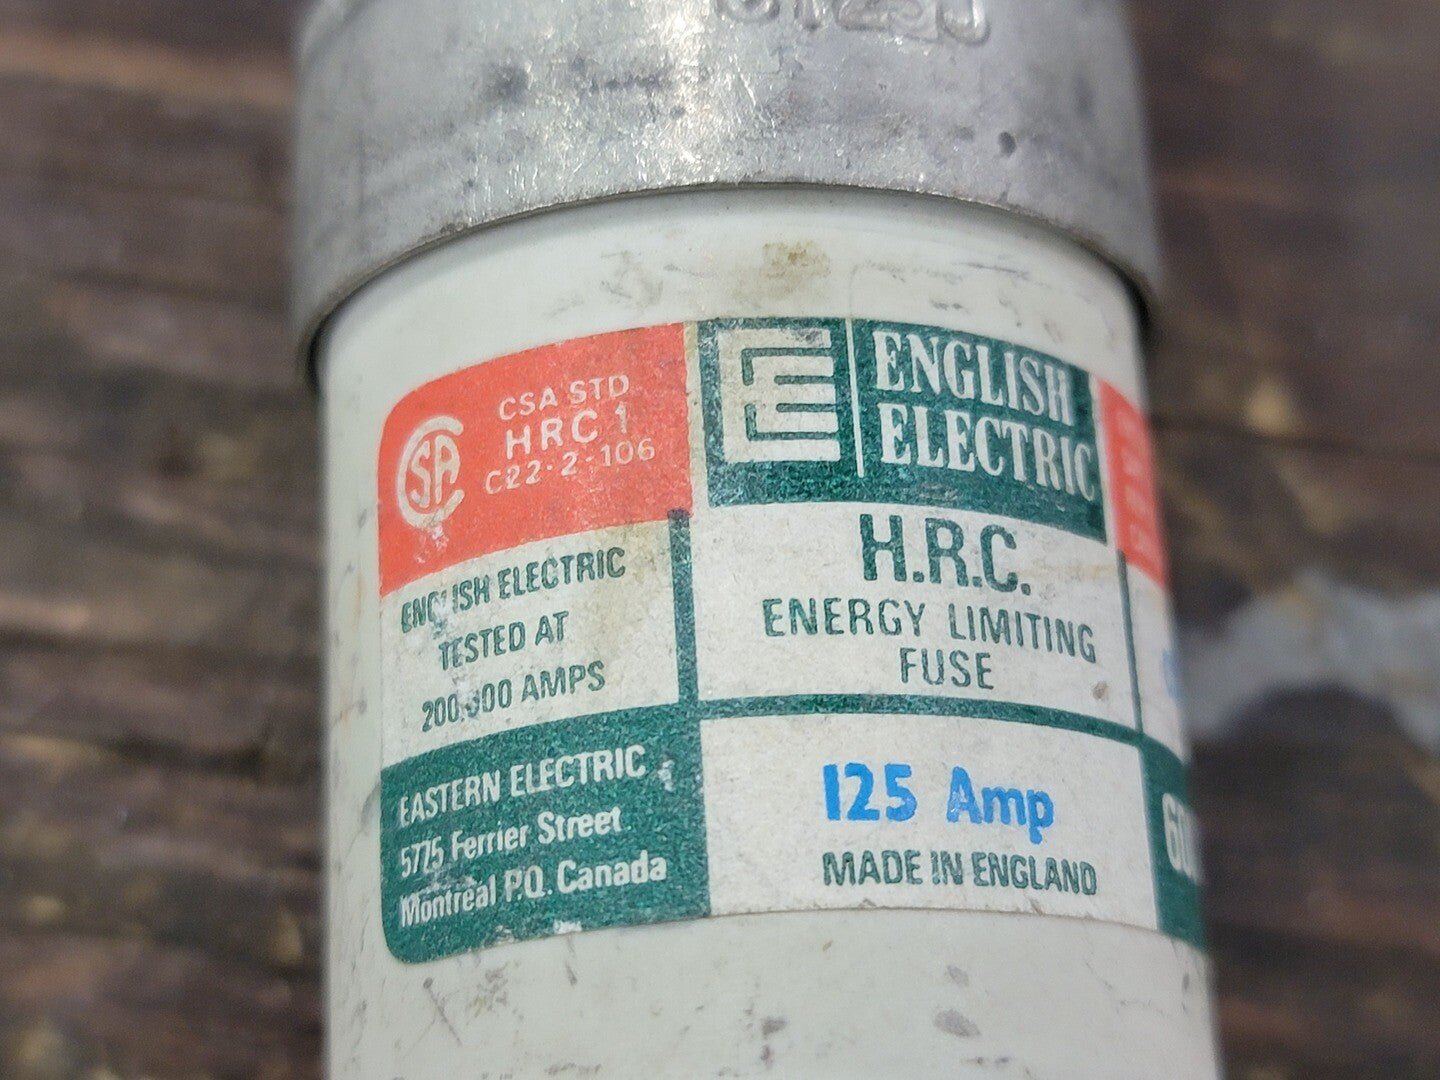 CSA
CSA STD
HRC 1
C22·2·106
ENGLISH
ELECTRIC
ENGLISH ELECTRIC
TESTED AT
200,000 AMPS
H.R.C.
ENERGY LIMITING
FUSE
EASTERN ELECTRIC
5775 Ferrier Street
Montreal P.Q. Canada
125 Amp
MADE IN ENGLAND